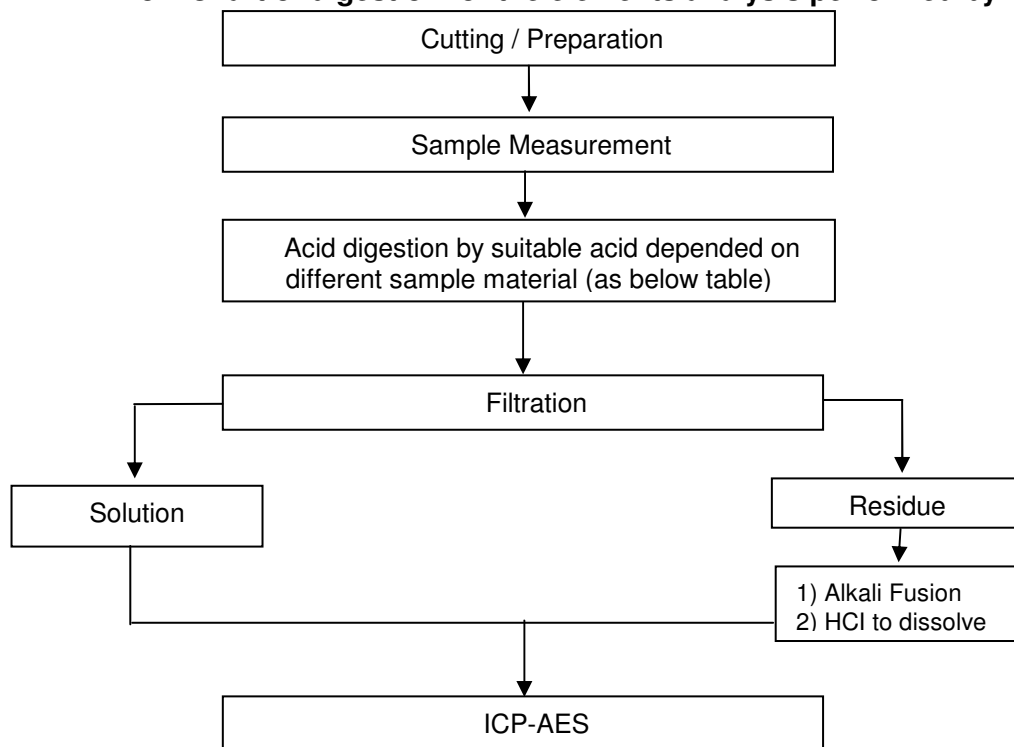 Cutting / Preparation
Sample Measurement
Acid digestion by suitable acid depended on
different sample material (as below table)
Filtration
Solution
Residue
1) Alkali Fusion
2) HCl to dissolve
ICP-AES